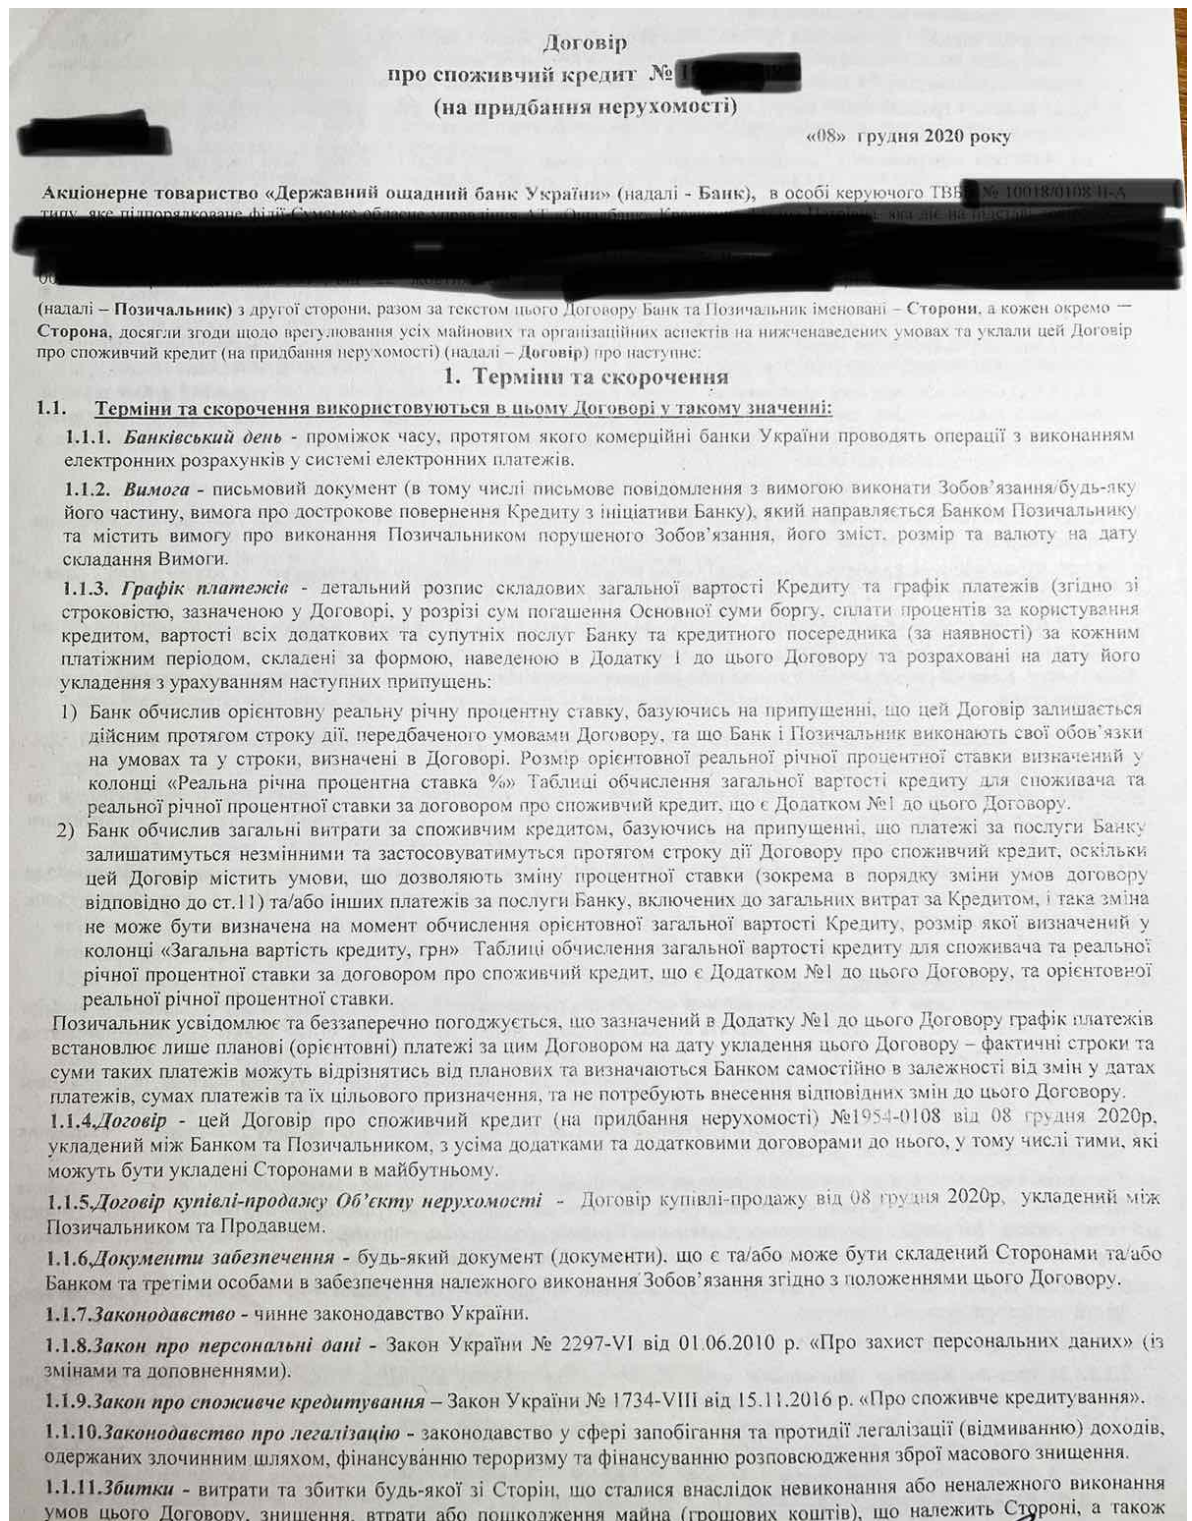 Договір
про споживчий кредит №
(на придбання нерухомості)
«08» грудня 2020 року
Акціонерне товариство «Державний ощадний банк України» (надалі - Банк), в особі керуючого
(надалі – Позичальник) з другої сторони, разом за текстом цього Договору Банк та Позичальник іменовані – Сторони, а кожен окремо —
Сторона, досягли згоди щодо врегулювання усіх майнових та організаційних аспектів на нижченаведених умовах та уклали цей Договір
про споживчий кредит (на придбання нерухомості) (надалі – Договір) про наступне:
1. Терміни та скорочення
1.1. Терміни та скорочення використовуються в цьому Договорі у такому значенні:
1.1.1. Банківський день - проміжок часу, протягом якого комерційні банки України проводять операції з виконанням
електронних розрахунків у системі електронних платежів.
1.1.2. Вимога - письмовий документ (в тому числі письмове повідомлення з вимогою виконати Зобов’язання/будь-яку
його частину, вимога про дострокове повернення Кредиту з ініціативи Банку), який направляється Банком Позичальнику
та містить вимогу про виконання Позичальником порушеного Зобов’язання, його зміст, розмір та валюту на дату
складання Вимоги.
1.1.3. Графік платежів - детальний розпис складових загальної вартості Кредиту та графік платежів (згідно зі
строковістю, зазначеною у Договорі, у розрізі сум погашення Основної суми боргу, сплати процентів за користування
кредитом, вартості всіх додаткових та супутніх послуг Банку та кредитного посередника (за наявності) за кожним
платіжним періодом, складені за формою, наведеною в Додатку 1 до цього Договору та розраховані на дату його
укладення з урахуванням наступних припущень:
1) Банк обчислив орієнтовну реальну річну процентну ставку, базуючись на припущенні, що цей Договір залишається
дійсним протягом строку дії, передбаченого умовами Договору, та що Банк і Позичальник виконають свої обов’язки
на умовах та у строки, визначені в Договорі. Розмір орієнтовної реальної річної процентної ставки визначений у
колонці «Реальна річна процентна ставка %» Таблиці обчислення загальної вартості кредиту для споживача та
реальної річної процентної ставки за договором про споживчий кредит, що є Додатком №1 до цього Договору.
2) Банк обчислив загальні витрати за споживчим кредитом, базуючись на припущенні, що платежі за послуги Банку
залишатимуться незмінними та застосовуватимуться протягом строку дії Договору про споживчий кредит, оскільки
цей Договір містить умови, що дозволяють зміну процентної ставки (зокрема в порядку зміни умов договору
відповідно до ст.11) та/або інших платежів за послуги Банку, включених до загальних витрат за Кредитом, і така зміна
не може бути визначена на момент обчислення орієнтовної загальної вартості Кредиту, розмір якої визначений у
колонці «Загальна вартість кредиту, грн» Таблиці обчислення загальної вартості кредиту для споживача та реальної
річної процентної ставки за договором про споживчий кредит, що є Додатком №1 до цього Договору, та орієнтовної
реальної річної процентної ставки.
Позичальник усвідомлює та беззаперечно погоджується, що зазначений в Додатку №1 до цього Договору графік платежів
встановлює лише планові (орієнтовні) платежі за цим Договором на дату укладення цього Договору – фактичні строки та
суми таких платежів можуть відрізнятись від планових та визначаються Банком самостійно в залежності від змін у датах
платежів, сумах платежів та їх цільового призначення, та не потребують внесення відповідних змін до цього Договору.
1.1.4.Договір - цей Договір про споживчий кредит (на придбання нерухомості) №1954-0108 від 08 грудня 2020р,
укладений між Банком та Позичальником, з усіма додатками та додатковими договорами до нього, у тому числі тими, які
можуть бути укладені Сторонами в майбутньому.
1.1.5.Договір купівлі-продажу Об’єкту нерухомості - Договір купівлі-продажу від 08 грудня 2020р, укладений між
Позичальником та Продавцем.
1.1.6.Документи забезпечення - будь-який документ (документи), що є та/або може бути складений Сторонами та/або
Банком та третіми особами в забезпечення належного виконання Зобов’язання згідно з положеннями цього Договору.
1.1.7.Законодавство - чинне законодавство України.
1.1.8.Закон про персональні дані - Закон України № 2297-VI від 01.06.2010 р. «Про захист персональних даних» (із
змінами та доповненнями).
1.1.9.Закон про споживче кредитування – Закон України № 1734-VIII від 15.11.2016 р. «Про споживче кредитування».
1.1.10.Законодавство про легалізацію - законодавство у сфері запобігання та протидії легалізації (відмиванню) доходів,
одержаних злочинним шляхом, фінансуванню тероризму та фінансуванню розповсюдження зброї масового знищення.
1.1.11.Збитки - витрати та збитки будь-якої зі Сторін, що сталися внаслідок невиконання або неналежного виконання
умов цього Договору, знищення, втрати або пошкодження майна (грошових коштів), що належить Стороні, а також